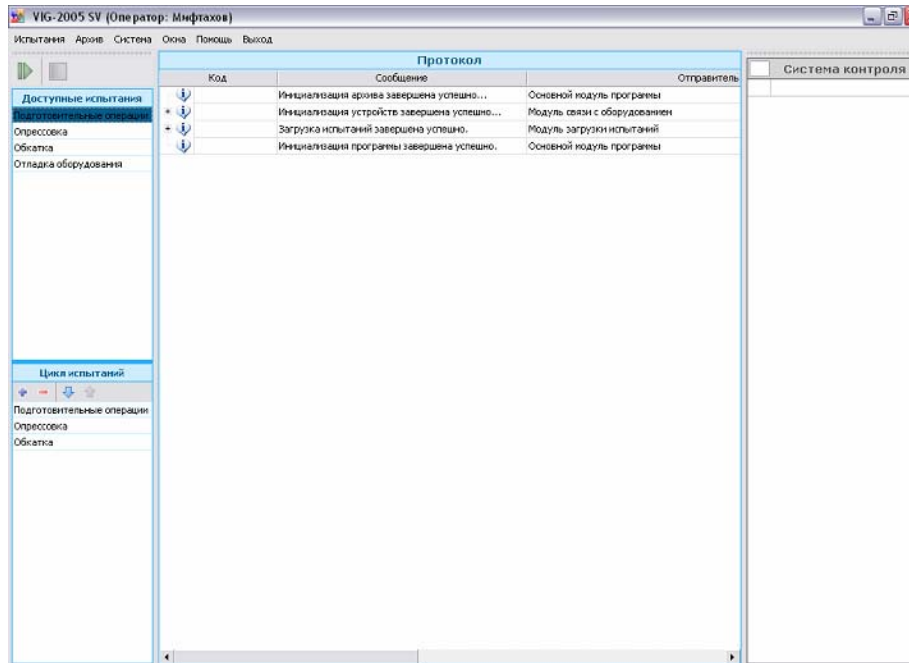 VIG-2005 SV (Оператор: Мифтахов)
Испытания Архив Система Окна Помощь Выход
Протокол
Система контроля
Код Сообщение Отправитель
Инициализация архива завершена успешно... Основной модуль программы
Инициализация устройств завершена успешно... Модуль связи с оборудованием
Загрузка испытаний завершена успешно. Модуль загрузки испытаний
Инициализация программы завершена успешно. Основной модуль программы
Доступные испытания
Подготовительные операции
Опрессовка
Обкатка
Отладка оборудования
Цикл испытаний
Подготовительные операции
Опрессовка
Обкатка